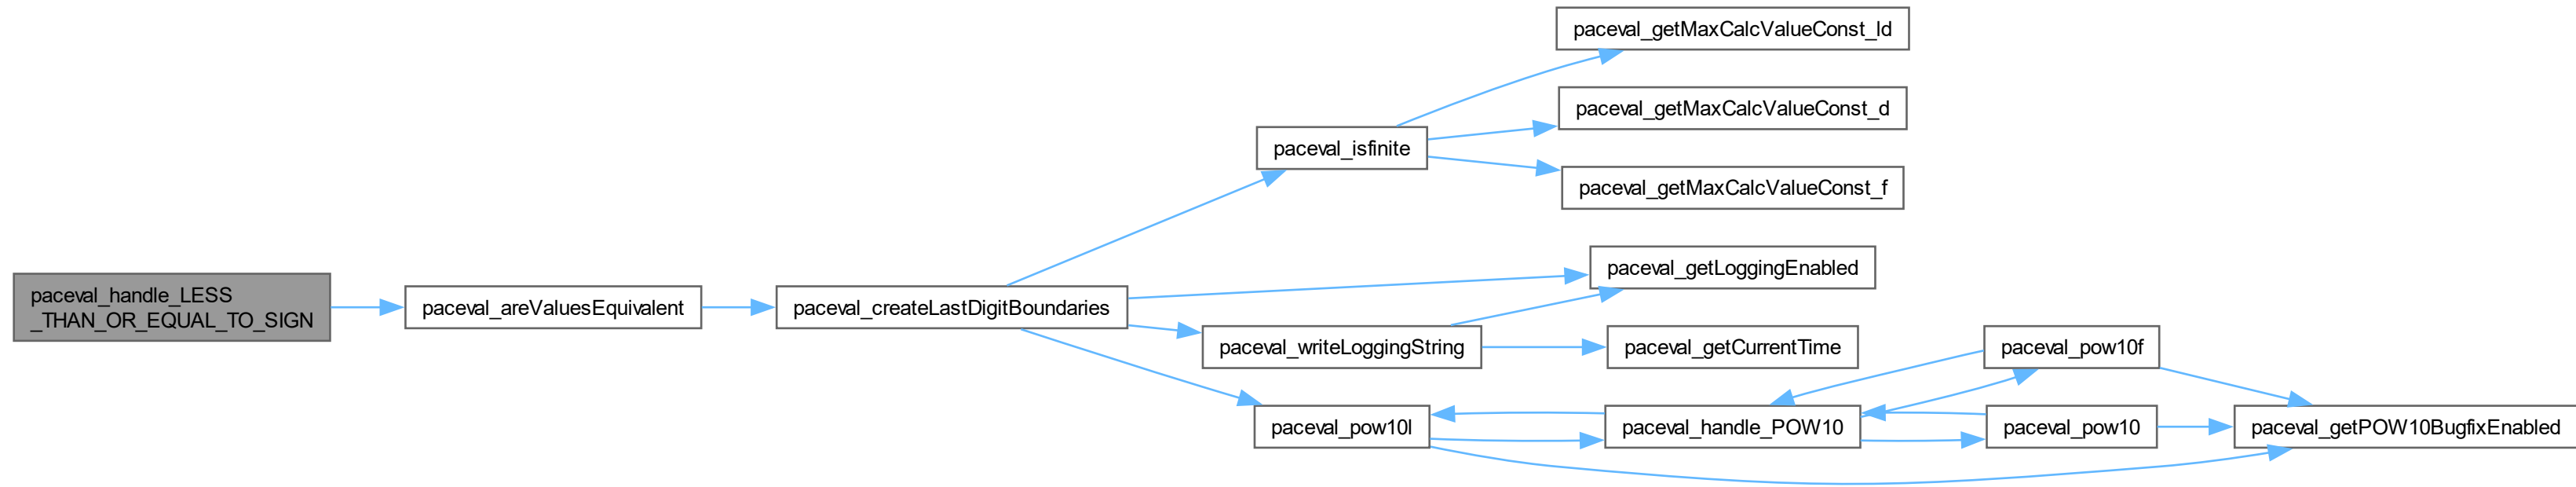 paceval_handle_LESS
_THAN_OR_EQUAL_TO_SIGN
paceval_areValuesEquivalent
paceval_createLastDigitBoundaries
paceval_isfinite
paceval_getMaxCalcValueConst_ld
paceval_getMaxCalcValueConst_d
paceval_getMaxCalcValueConst_f
paceval_getLoggingEnabled
paceval_writeLoggingString
paceval_getCurrentTime
paceval_pow10l
paceval_handle_POW10
paceval_pow10f
paceval_pow10
paceval_getPOW10BugfixEnabled